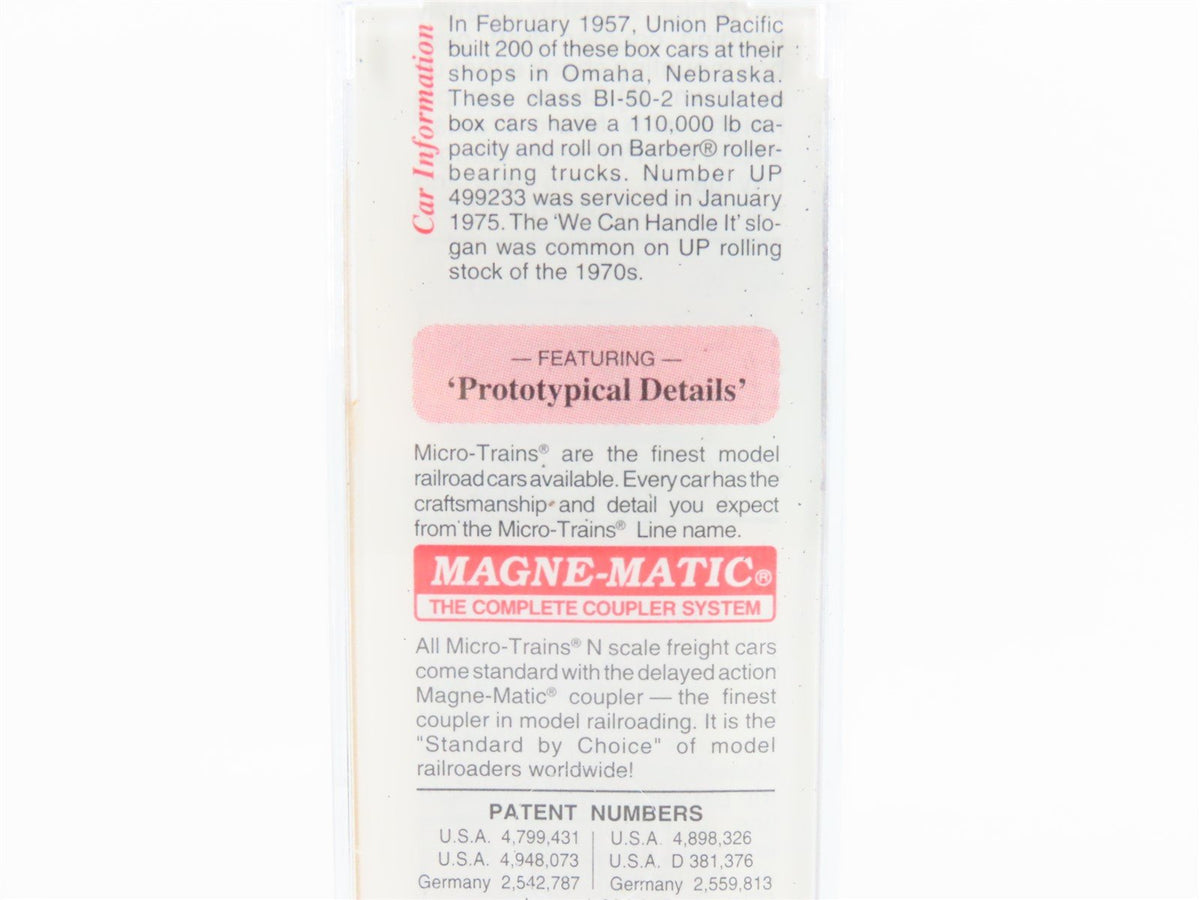 Car Information
In February 1957, Union Pacific
built 200 of these box cars at their
shops in Omaha, Nebraska.
These class BI-50-2 insulated
box cars have a 110,000 lb ca-
pacity and roll on Barber® roller-
bearing trucks. Number UP
499233 was serviced in January
1975. The ‘We Can Handle It’ slo-
gan was common on UP rolling
stock of the 1970s.
— FEATURING —
‘Prototypical Details’
Micro-Trains® are the finest model
railroad cars available. Every car has the
craftsmanship and detail you expect
from the Micro-Trains® Line name.
MAGNE-MATIC®
THE COMPLETE COUPLER SYSTEM
All Micro-Trains® N scale freight cars
come standard with the delayed action
Magne-Matic® coupler — the finest
coupler in model railroading. It is the
"Standard by Choice" of model
railroaders worldwide!
PATENT NUMBERS
U.S.A. 4,799,431 | U.S.A. 4,898,326
U.S.A. 4,948,073 | U.S.A. D 381,376
Germany 2,542,787 | Germany 2,559,813